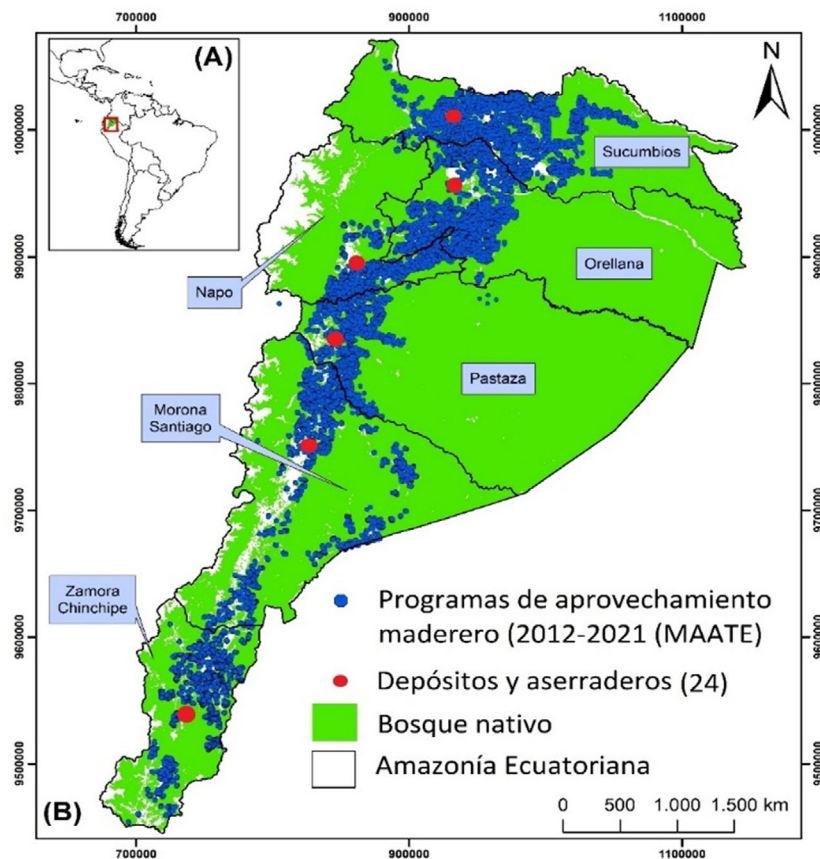 700000 900000 1100000
(A)
N
10000000 10000000
Sucumbios
9900000 9900000
Orellana
Napo
9800000 9800000
Pastaza
Morona
Santiago
9700000 9700000
Zamora
Chinchipe
Programas de aprovechamiento
maderero (2012-2021 (MAATE)
9600000 9600000
Depósitos y aserraderos (24)
Bosque nativo
Amazonía Ecuatoriana
9500000 9500000
(B)
0 500 1.000 1.500 km
700000 900000 1100000